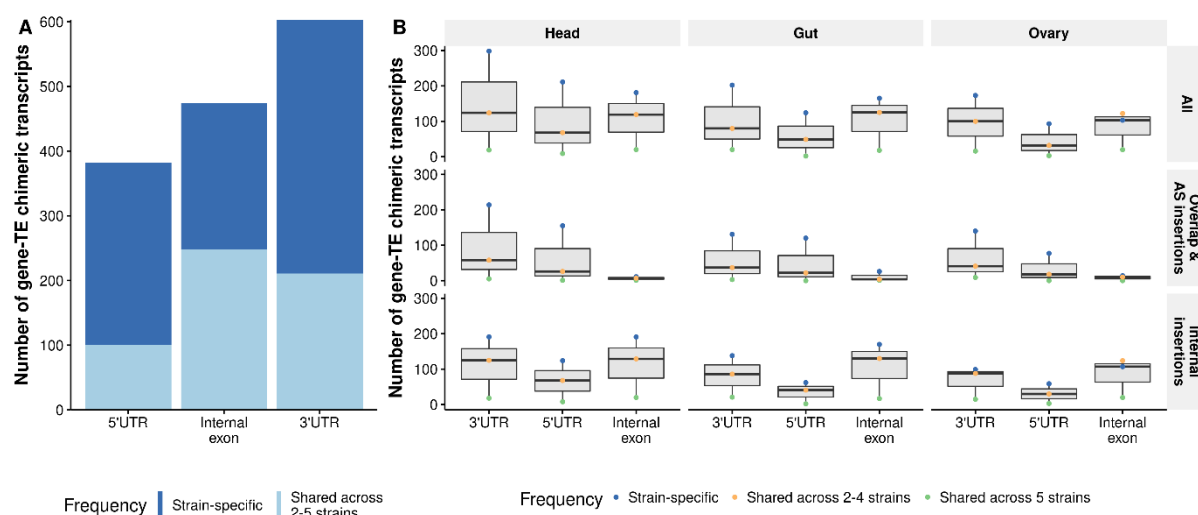 A
Number of gene-TE chimeric transcripts
600
500
400
300
200
100
0
5'UTR
Internal
exon
3'UTR
Frequency
Strain-specific
Shared across
2-5 strains
B
Number of gene-TE chimeric transcripts
Head
Gut
Ovary
300
200
100
0
All
300
200
100
0
Overlap &
AS insertions
300
200
100
0
Internal
insertions
3'UTR
5'UTR
Internal
exon
3'UTR
5'UTR
Internal
exon
3'UTR
5'UTR
Internal
exon
Frequency
Strain-specific
Shared across 2-4 strains
Shared across 5 strains